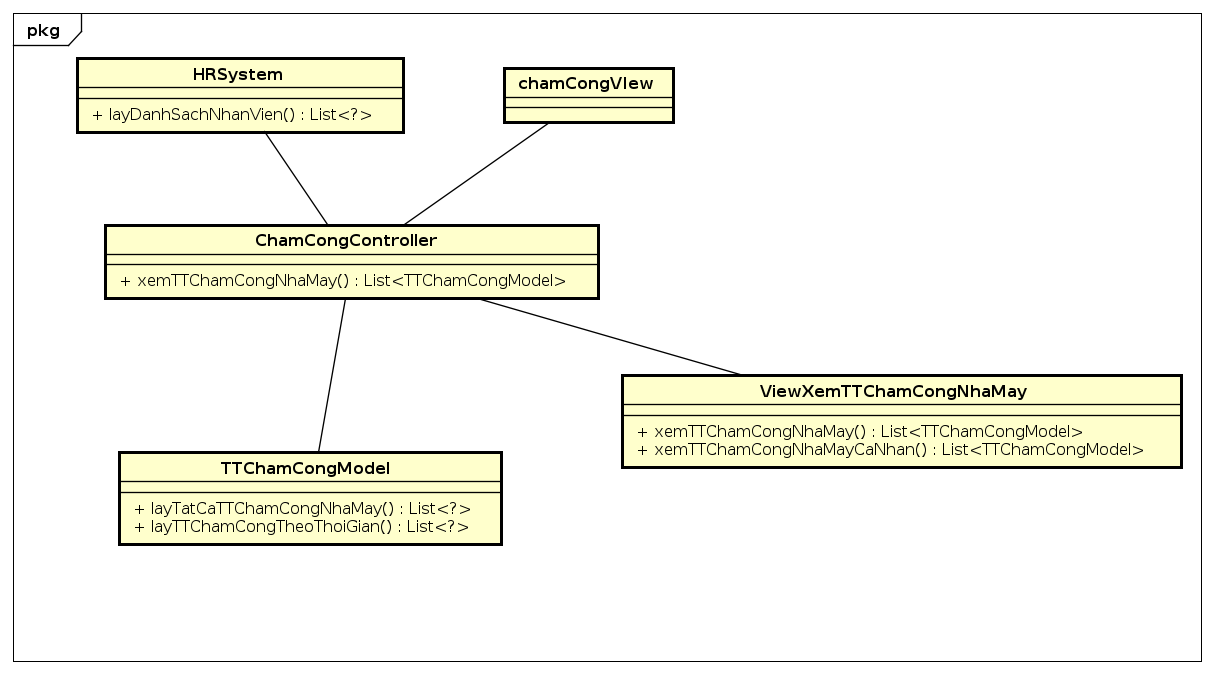 pkg
HRSystem
+ layDanhSachNhanVien() : List<?>
chamCongVIew
ChamCongController
+ xemTTChamCongNhaMay() : List<TTChamCongModel>
ViewXemTTChamCongNhaMay
+ xemTTChamCongNhaMay() : List<TTChamCongModel>
+ xemTTChamCongNhaMayCaNhan() : List<TTChamCongModel>
TTChamCongModel
+ layTatCaTTChamCongNhaMay() : List<?>
+ layTTChamCongTheoThoiGian() : List<?>